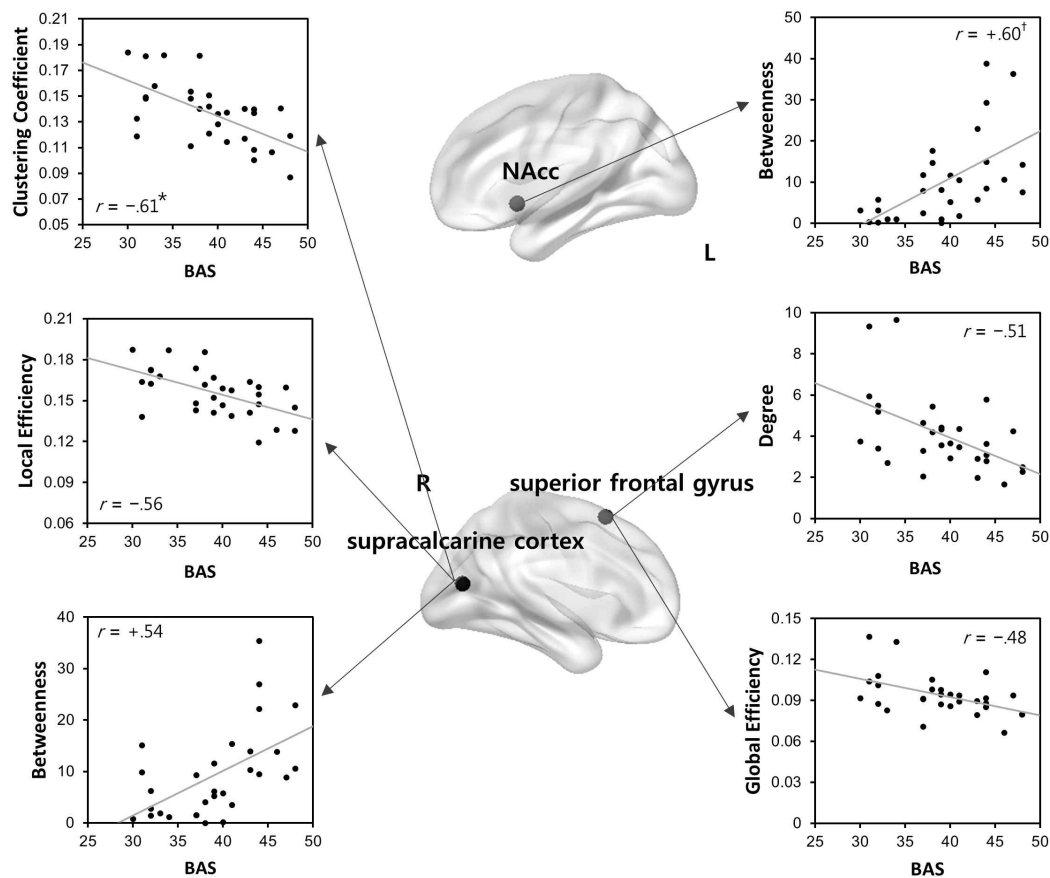 Clustering Coefficient
0.21
0.19
0.17
0.15
0.13
0.11
0.09
0.07
0.05
r = −.61*
25 30 35 40 45 50
BAS
Local Efficiency
0.21
0.18
0.15
0.12
0.09
0.06
r = −.56
25 30 35 40 45 50
BAS
Betweenness
40
30
20
10
0
r = +.54
25 30 35 40 45 50
BAS
NAcc
L
R
superior frontal gyrus
supracalcarine cortex
Betweenness
50
40
30
20
10
0
r = +.60†
25 30 35 40 45 50
BAS
Degree
10
8
6
4
2
0
r = −.51
25 30 35 40 45 50
BAS
Global Efficiency
0.15
0.12
0.09
0.06
0.03
0
r = −.48
25 30 35 40 45 50
BAS